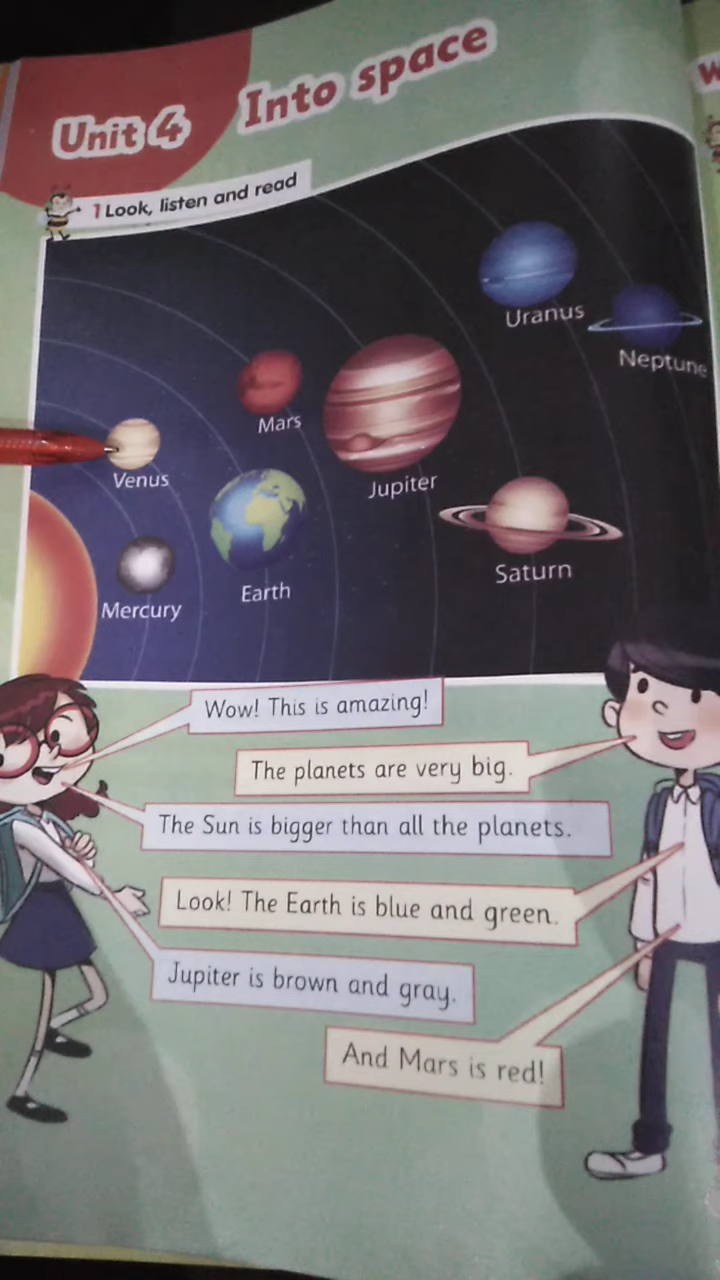 Unit 4 Into space
1 Look, listen and read
Uranus
Neptune
Mars
Jupiter
Venus
Saturn
Earth
Mercury
Wow! This is amazing!
The planets are very big.
The Sun is bigger than all the planets.
Look! The Earth is blue and green.
Jupiter is brown and gray.
And Mars is red!